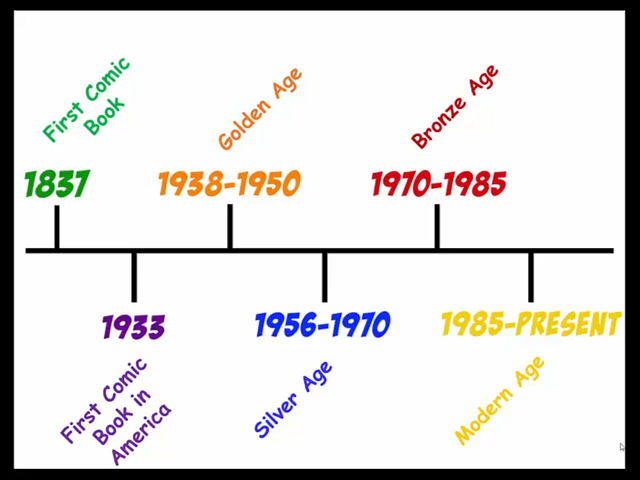 First Comic
Book
Golden Age
Bronze Age
1837
1938-1950
1970-1985
1933
1956-1970
1985-PRESENT
First Comic
Book in
America
Silver Age
Modern Age